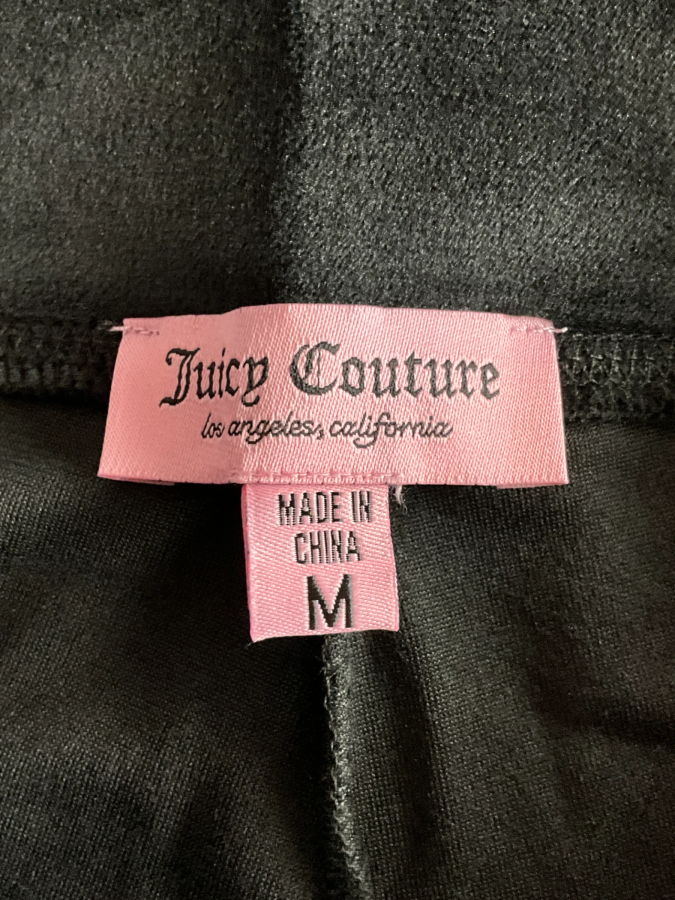 Juicy Couture
los angeles, california
MADE IN
CHINA
M